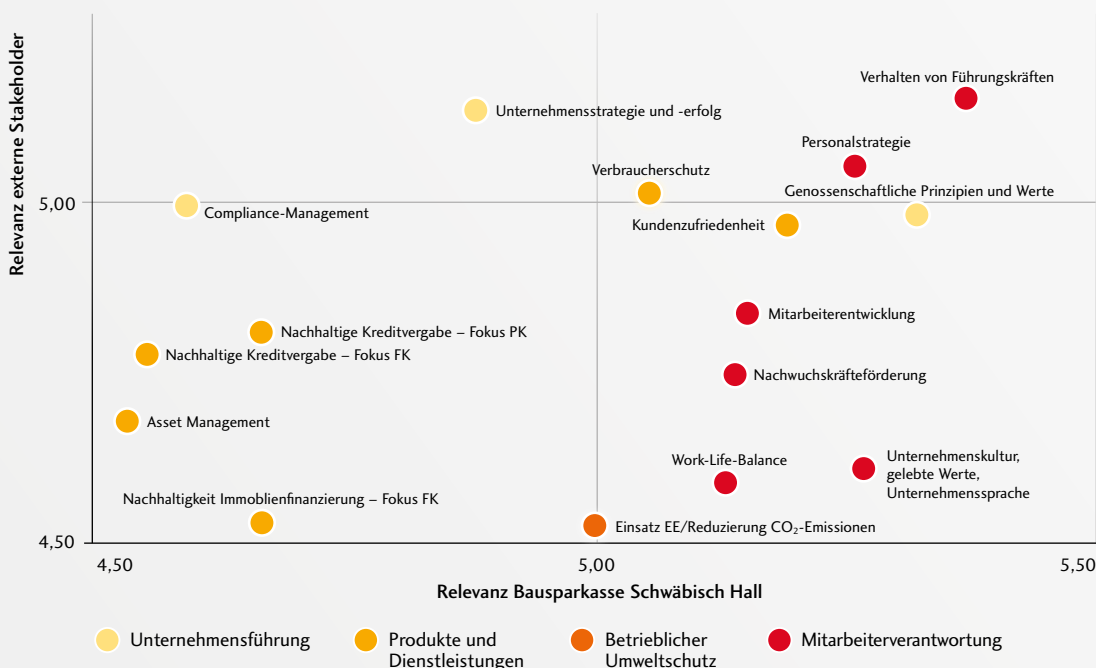 Relevanz externe Stakeholder
Verhalten von Führungskräften
Unternehmensstrategie und -erfolg
Personalstrategie
Verbraucherschutz
Genossenschaftliche Prinzipien und Werte
5,00
Compliance-Management
Kundenzufriedenheit
Mitarbeiterentwicklung
Nachhaltige Kreditvergabe – Fokus PK
Nachhaltige Kreditvergabe – Fokus FK
Nachwuchskräfteförderung
Asset Management
Work-Life-Balance
Unternehmenskultur,
gelebte Werte,
Unternehmenssprache
Nachhaltigkeit Immoblienfinanzierung – Fokus FK
Einsatz EE/Reduzierung CO₂-Emissionen
4,50
4,50
5,00
5,50
Relevanz Bausparkasse Schwäbisch Hall
Unternehmensführung
Produkte und
Dienstleistungen
Betrieblicher
Umweltschutz
Mitarbeiterverantwortung